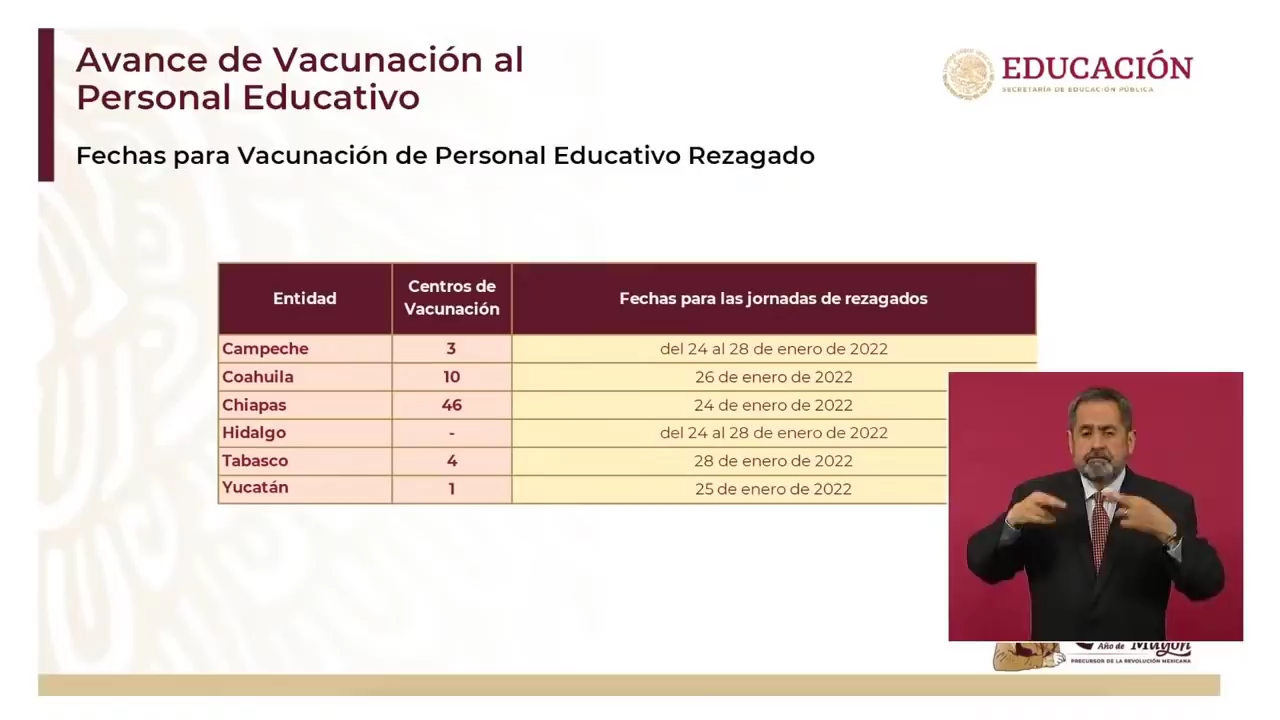 Avance de Vacunación al
Personal Educativo
EDUCACIÓN
SECRETARÍA DE EDUCACIÓN PÚBLICA
Fechas para Vacunación de Personal Educativo Rezagado
Entidad Centros de Vacunación Fechas para las jornadas de rezagados
Campeche 3 del 24 al 28 de enero de 2022
Coahuila 10 26 de enero de 2022
Chiapas 46 24 de enero de 2022
Hidalgo - del 24 al 28 de enero de 2022
Tabasco 4 28 de enero de 2022
Yucatán 1 25 de enero de 2022
Año de Magón
PRECURSOR DE LA REVOLUCIÓN MEXICANA